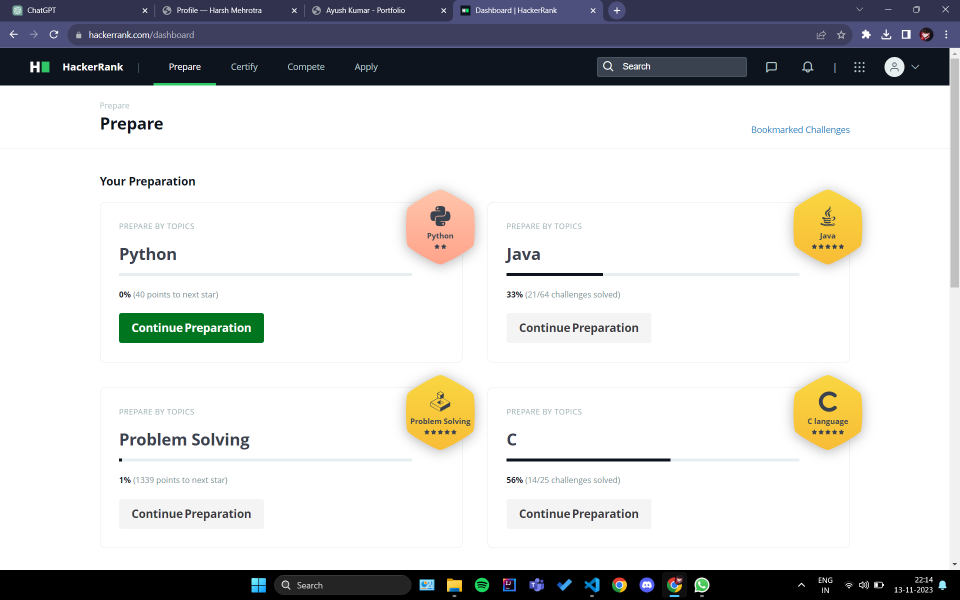 ChatGPT
Profile — Harsh Mehrotra
Ayush Kumar - Portfolio
Dashboard | HackerRank
hackerrank.com/dashboard
HackerRank
Prepare
Certify
Compete
Apply
Search
Prepare
Prepare
Bookmarked Challenges
Your Preparation
PREPARE BY TOPICS
Python
Python
0% (40 points to next star)
Continue Preparation
PREPARE BY TOPICS
Java
Java
33% (21/64 challenges solved)
Continue Preparation
PREPARE BY TOPICS
Problem Solving
Problem Solving
1% (1339 points to next star)
Continue Preparation
PREPARE BY TOPICS
C
C language
C
56% (14/25 challenges solved)
Continue Preparation
Search
ENG
IN
22:14
13-11-2023